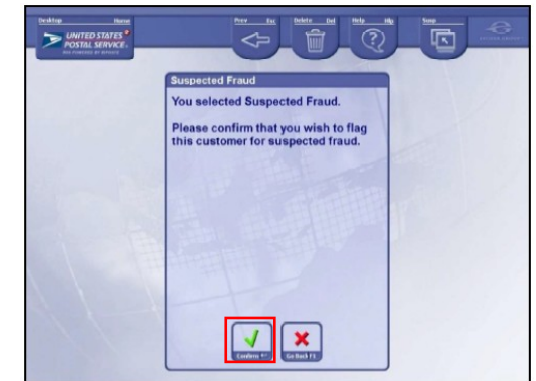 Desktop Home
Prev Esc
Delete Del
Help Hlp
Susp
UNITED STATES
POSTAL SERVICE
Suspected Fraud
You selected Suspected Fraud.
Please confirm that you wish to flag
this customer for suspected fraud.
Confirm
Go Back F1